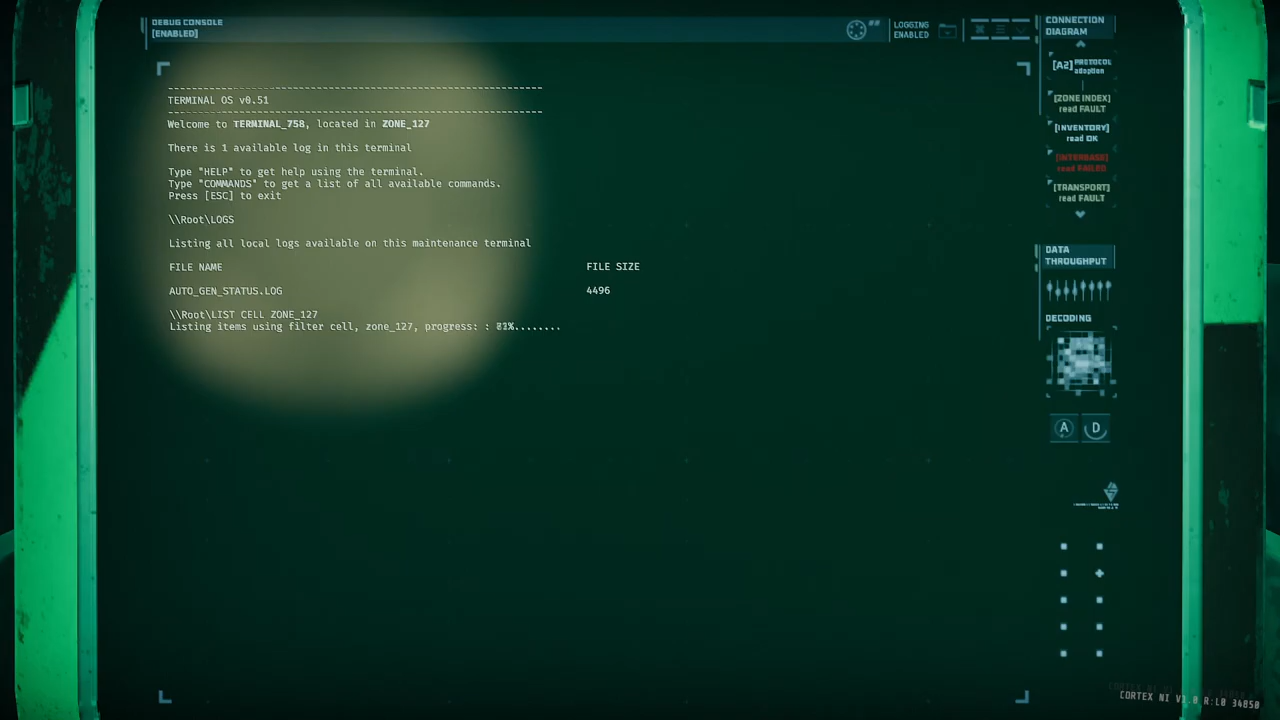 DEBUG CONSOLE
[ENABLED]
LOGGING
ENABLED
CONNECTION
DIAGRAM
[A2] PROTOCOL
adoption
[ZONE INDEX]
read FAULT
[INVENTORY]
read OK
[INTERBASE]
read FAILED
[TRANSPORT]
read FAULT
DATA
THROUGHPUT
DECODING
A D
--------------------------------------------------------------
TERMINAL OS v0.51
--------------------------------------------------------------
Welcome to TERMINAL_758, located in ZONE_127
There is 1 available log in this terminal
Type "HELP" to get help using the terminal.
Type "COMMANDS" to get a list of all available commands.
Press [ESC] to exit
\\Root\LOGS
Listing all local logs available on this maintenance terminal
FILE NAME FILE SIZE
AUTO_GEN_STATUS.LOG 4496
\\Root\LIST CELL ZONE_127
Listing items using filter cell, zone_127, progress: :
CORTEX NI V1.0 R:L0 34850